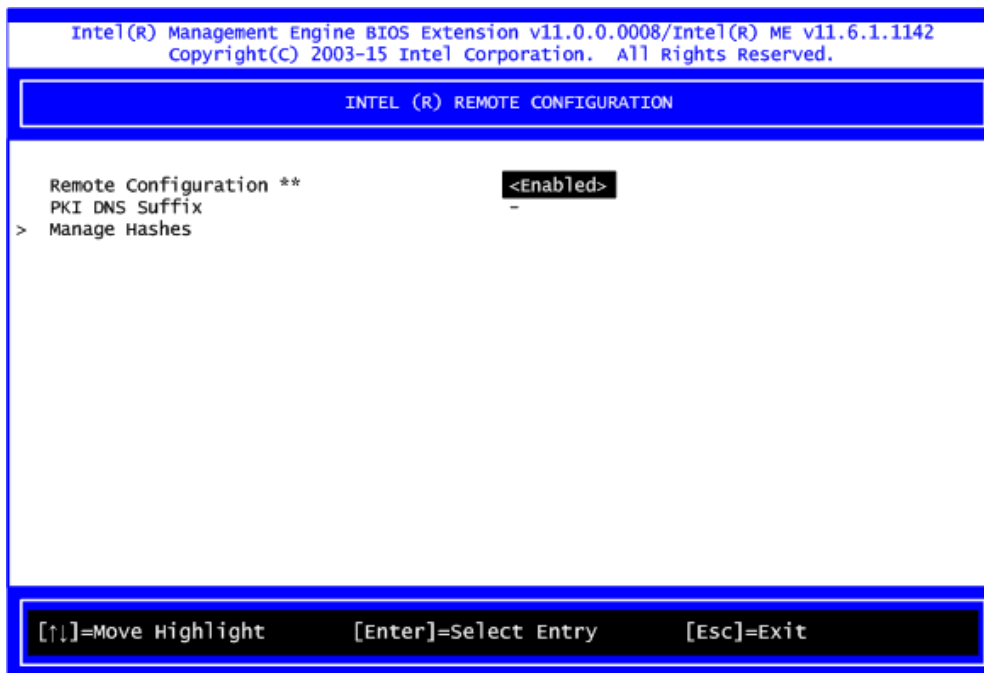 Intel(R) Management Engine BIOS Extension v11.0.0.0008/Intel(R) ME v11.6.1.1142
Copyright(C) 2003-15 Intel Corporation. All Rights Reserved.
INTEL (R) REMOTE CONFIGURATION
Remote Configuration ** <Enabled>
PKI DNS Suffix -
> Manage Hashes
[↑↓]=Move Highlight [Enter]=Select Entry [Esc]=Exit